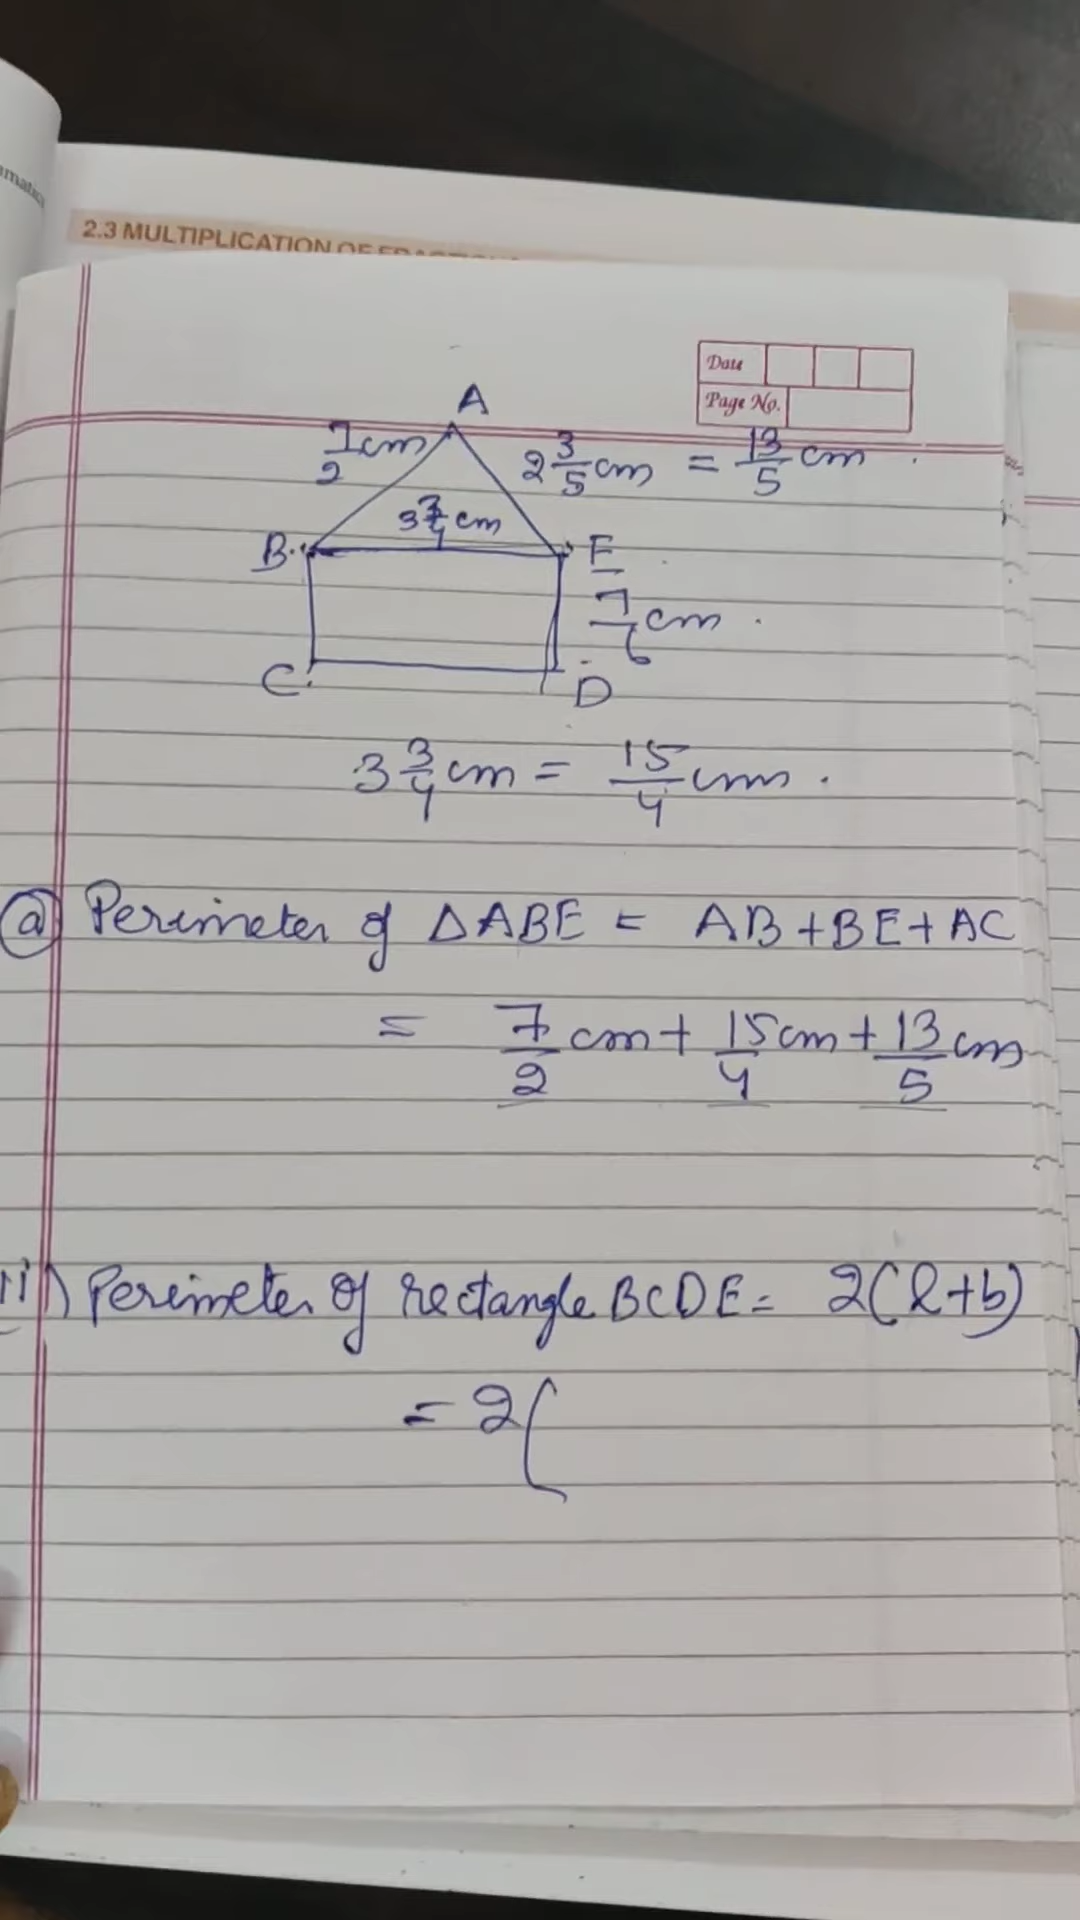 2.3 MULTIPLICATION OF
Date
Page No.
A
7/2 cm
2 3/5 cm = 13/5 cm
3 3/4 cm
B
E
7/6 cm
C
D
3 3/4 cm = 15/4 cm
(a) Perimeter of △ABE = AB+BE+AC
= 7/2 cm + 15/4 cm + 13/5 cm
ii) Perimeter of rectangle BCDE = 2(l+b)
= 2(